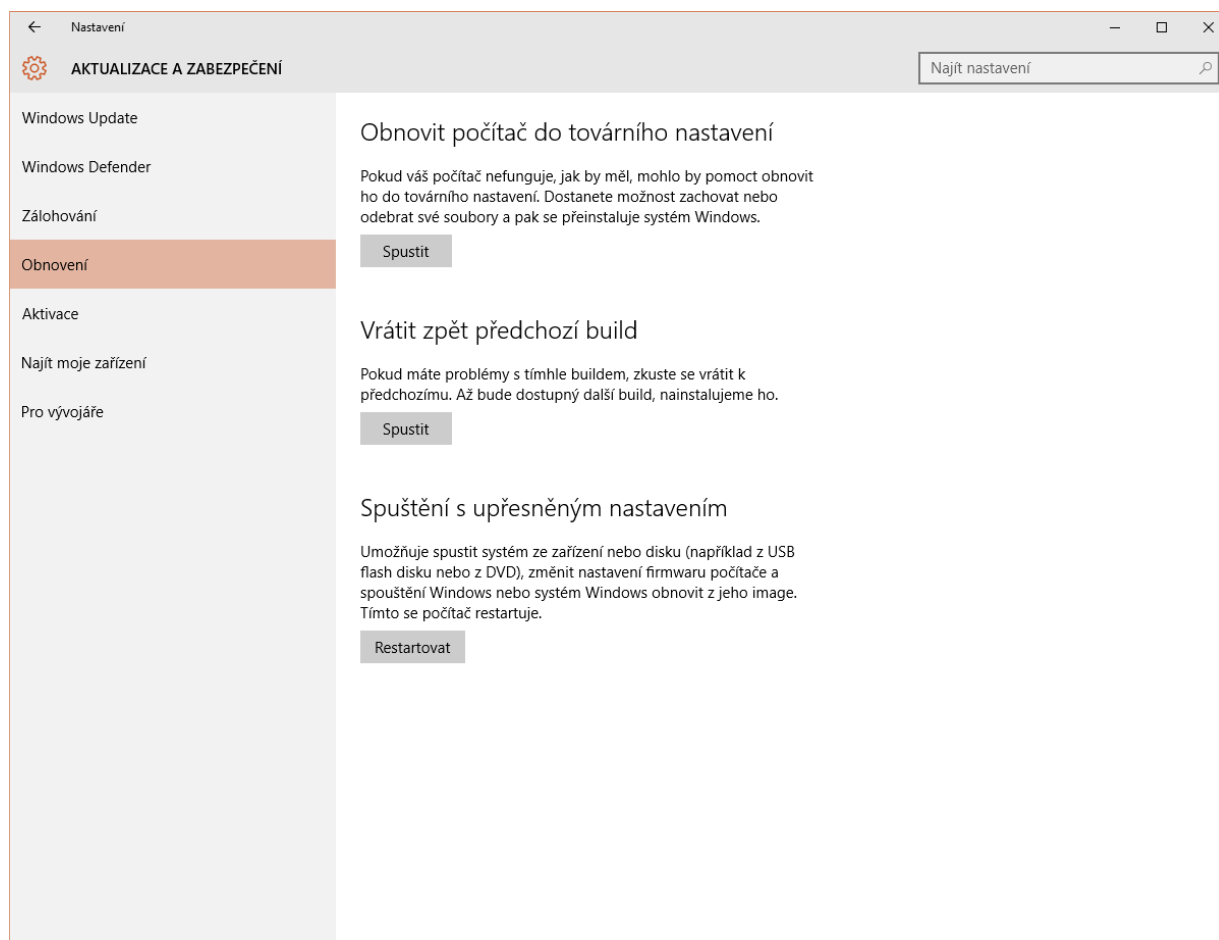 Nastavení
AKTUALIZACE A ZABEZPEČENÍ
Najít nastavení
Windows Update
Windows Defender
Zálohování
Obnovení
Aktivace
Najít moje zařízení
Pro vývojáře
Obnovit počítač do továrního nastavení
Pokud váš počítač nefunguje, jak by měl, mohlo by pomoct obnovit
ho do továrního nastavení. Dostanete možnost zachovat nebo
odebrat své soubory a pak se přeinstaluje systém Windows.
Spustit
Vrátit zpět předchozí build
Pokud máte problémy s tímhle buildem, zkuste se vrátit k
předchozímu. Až bude dostupný další build, nainstalujeme ho.
Spustit
Spuštění s upřesněným nastavením
Umožňuje spustit systém ze zařízení nebo disku (například z USB
flash disku nebo z DVD), změnit nastavení firmwaru počítače a
spouštění Windows nebo systém Windows obnovit z jeho image.
Tímto se počítač restartuje.
Restartovat